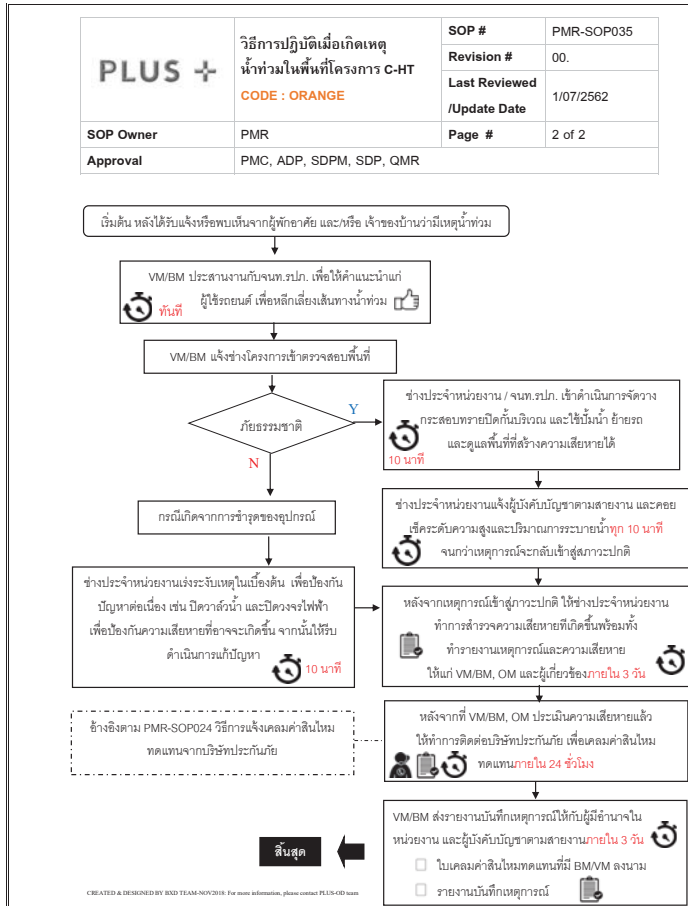 PLUS +
วิธีการปฏิบัติเมื่อเกิดเหตุ
น้ำท่วมในพื้นที่โครงการ C-HT
CODE : ORANGE
SOP #
PMR-SOP035
Revision #
00.
Last Reviewed
/Update Date
1/07/2562
SOP Owner
PMR
Page #
2 of 2
Approval
PMC, ADP, SDPM, SDP, QMR
เริ่มต้น หลังได้รับแจ้งหรือพบเห็นจากผู้พักอาศัย และ/หรือ เจ้าของบ้านว่ามีเหตุน้ำท่วม
VM/BM ประสานงานกับจนท.รปภ. เพื่อให้คำแนะนำแก่
ผู้ใช้รถยนต์ เพื่อหลีกเลี่ยงเส้นทางน้ำท่วม
ทันที
VM/BM แจ้งช่างโครงการเข้าตรวจสอบพื้นที่
ภัยธรรมชาติ
Y
N
ช่างประจำหน่วยงาน / จนท.รปภ. เข้าดำเนินการจัดวาง
กระสอบทรายปิดกั้นบริเวณ และใช้ปั้มน้ำ ย้ายรถ
และดูแลพื้นที่ที่สร้างความเสียหายได้
10 นาที
กรณีเกิดจากการชำรุดของอุปกรณ์
ช่างประจำหน่วยงานแจ้งผู้บังคับบัญชาตามสายงาน และคอย
เช็คระดับความสูงและปริมาณการระบายน้ำทุก 10 นาที
จนกว่าเหตุการณ์จะกลับเข้าสู่สภาวะปกติ
ช่างประจำหน่วยงานเร่งระงับเหตุในเบื้องต้น เพื่อป้องกัน
ปัญหาต่อเนื่อง เช่น ปิดวาล์วน้ำ และปิดวงจรไฟฟ้า
เพื่อป้องกันความเสียหายที่อาจจะเกิดขึ้น จากนั้นให้รีบ
ดำเนินการแก้ปัญหา
10 นาที
หลังจากเหตุการณ์เข้าสู่ภาวะปกติ ให้ช่างประจำหน่วยงาน
ทำการสำรวจความเสียหายที่เกิดขึ้นพร้อมทั้ง
ทำรายงานเหตุการณ์และความเสียหาย
ให้แก่ VM/BM, OM และผู้เกี่ยวข้องภายใน 3 วัน
อ้างอิงตาม PMR-SOP024 วิธีการแจ้งเคลมค่าสินไหม
ทดแทนจากบริษัทประกันภัย
หลังจากที่ VM/BM, OM ประเมินความเสียหายแล้ว
ให้ทำการติดต่อบริษัทประกันภัย เพื่อเคลมค่าสินไหม
ทดแทนภายใน 24 ชั่วโมง
VM/BM ส่งรายงานบันทึกเหตุการณ์ให้กับผู้มีอำนาจใน
หน่วยงาน และผู้บังคับบัญชาตามสายงานภายใน 3 วัน
ใบเคลมค่าสินไหมทดแทนที่มี BM/VM ลงนาม
รายงานบันทึกเหตุการณ์
สิ้นสุด
CREATED & DESIGNED BY BXD TEAM-NOV2018: For more information, please contact PLUS-OD team